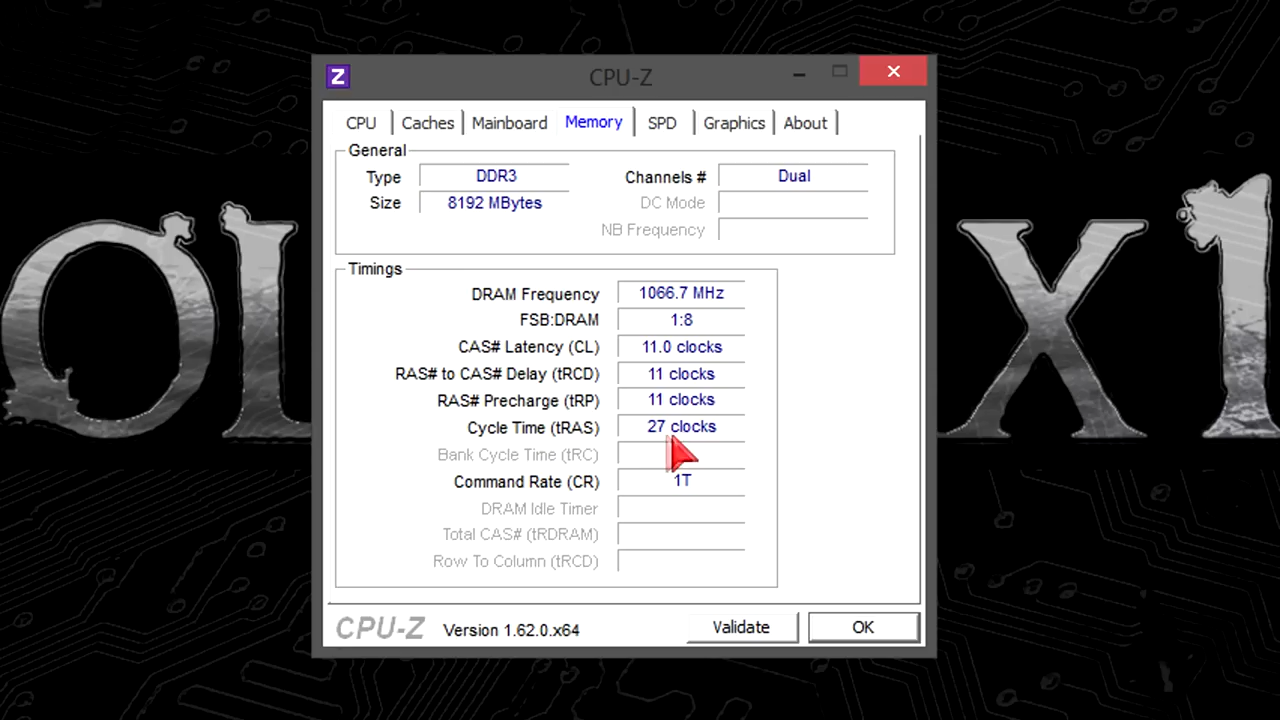 Z CPU-Z
CPU Caches Mainboard Memory SPD Graphics About
General
Type DDR3 Channels # Dual
Size 8192 MBytes DC Mode
NB Frequency
Timings
DRAM Frequency 1066.7 MHz
FSB:DRAM 1:8
CAS# Latency (CL) 11.0 clocks
RAS# to CAS# Delay (tRCD) 11 clocks
RAS# Precharge (tRP) 11 clocks
Cycle Time (tRAS) 27 clocks
Bank Cycle Time (tRC)
Command Rate (CR) 1T
DRAM Idle Timer
Total CAS# (tRDRAM)
Row To Column (tRCD)
CPU-Z Version 1.62.0.x64 Validate OK